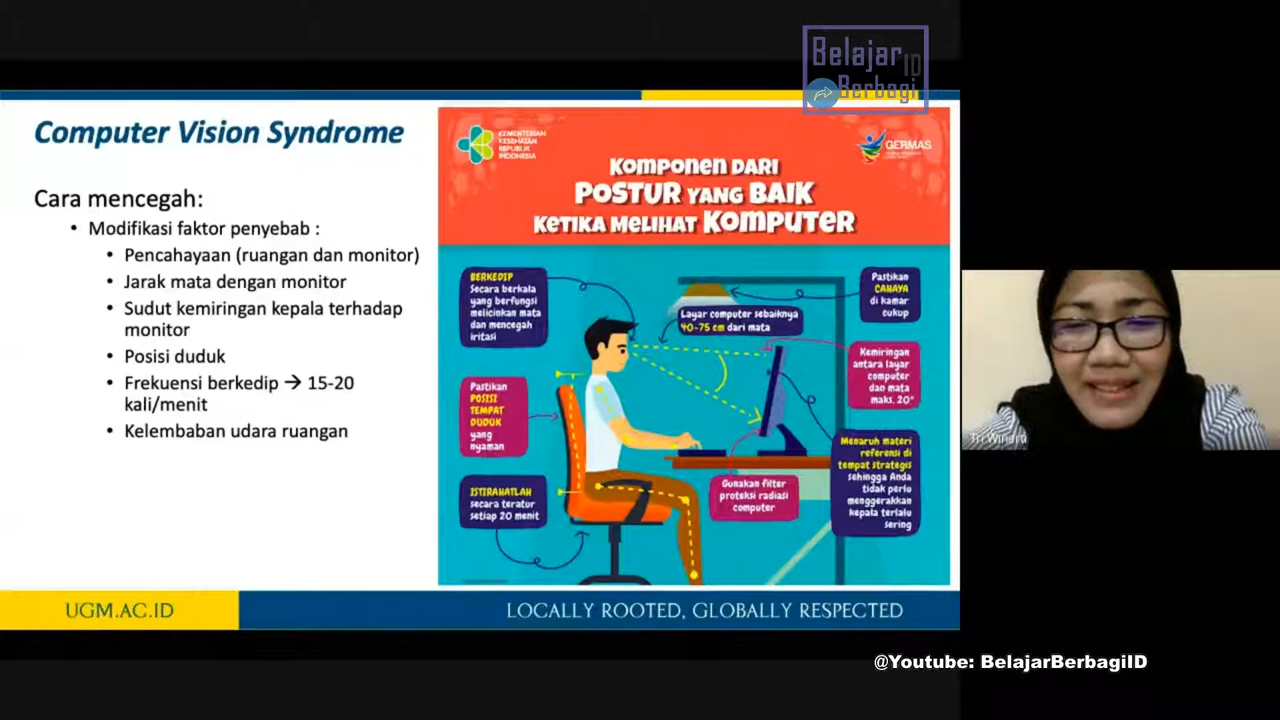 Belajar
ID
Berbagi
Computer Vision Syndrome
Cara mencegah:
• Modifikasi faktor penyebab :
• Pencahayaan (ruangan dan monitor)
• Jarak mata dengan monitor
• Sudut kemiringan kepala terhadap
monitor
• Posisi duduk
• Frekuensi berkedip → 15-20
kali/menit
• Kelembaban udara ruangan
KEMENTERIAN
KESEHATAN
REPUBLIK
INDONESIA
GERMAS
KOMPONEN DARI
POSTUR YANG BAIK
KETIKA MELIHAT KOMPUTER
BERKEDIP
Secara berkala
yang berfungsi
melicinkan mata
dan mencegah
iritasi
Layar computer sebaiknya
40-75 cm dari mata
Pastikan
CAHAYA
di kamar
cukup
Kemiringan
antara layar
computer dan mata
maks. 20°
Pastikan
POSISI
TEMPAT
DUDUK
yang
nyaman
ISTIRAHATLAH
secara teratur
setiap 20 menit
Gunakan filter
proteksi radiasi
computer
Menaruh materi
referensi di
tempat strategis
sehingga Anda
tidak perlu
menggerakkan
kepala terlalu
sering
UGM.AC.ID
LOCALLY ROOTED, GLOBALLY RESPECTED
Tri Winarti
@Youtube: BelajarBerbagiID